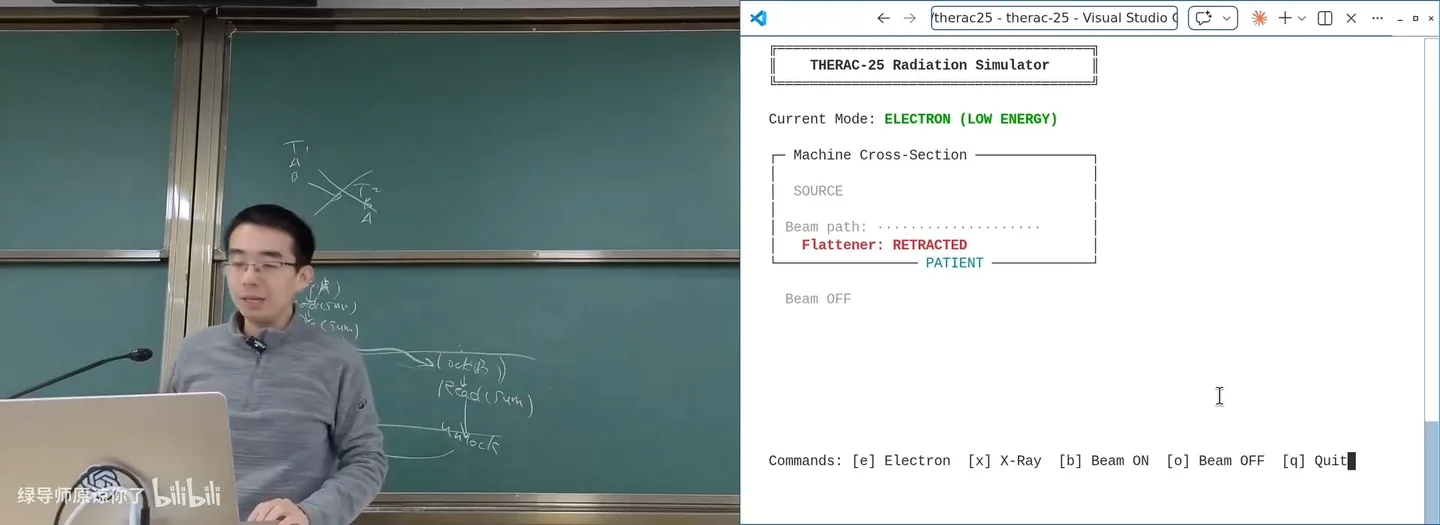 T1
A
B
T2
B
A
(sum)
Lock(B)
Read(sum)
unlock
绿导师原谅你了 bilibili
/therac25 - therac-25 - Visual Studio C
THERAC-25 Radiation Simulator
Current Mode: ELECTRON (LOW ENERGY)
Machine Cross-Section
SOURCE
Beam path: ····················
Flattener: RETRACTED
PATIENT
Beam OFF
Commands: [e] Electron [x] X-Ray [b] Beam ON [o] Beam OFF [q] Quit